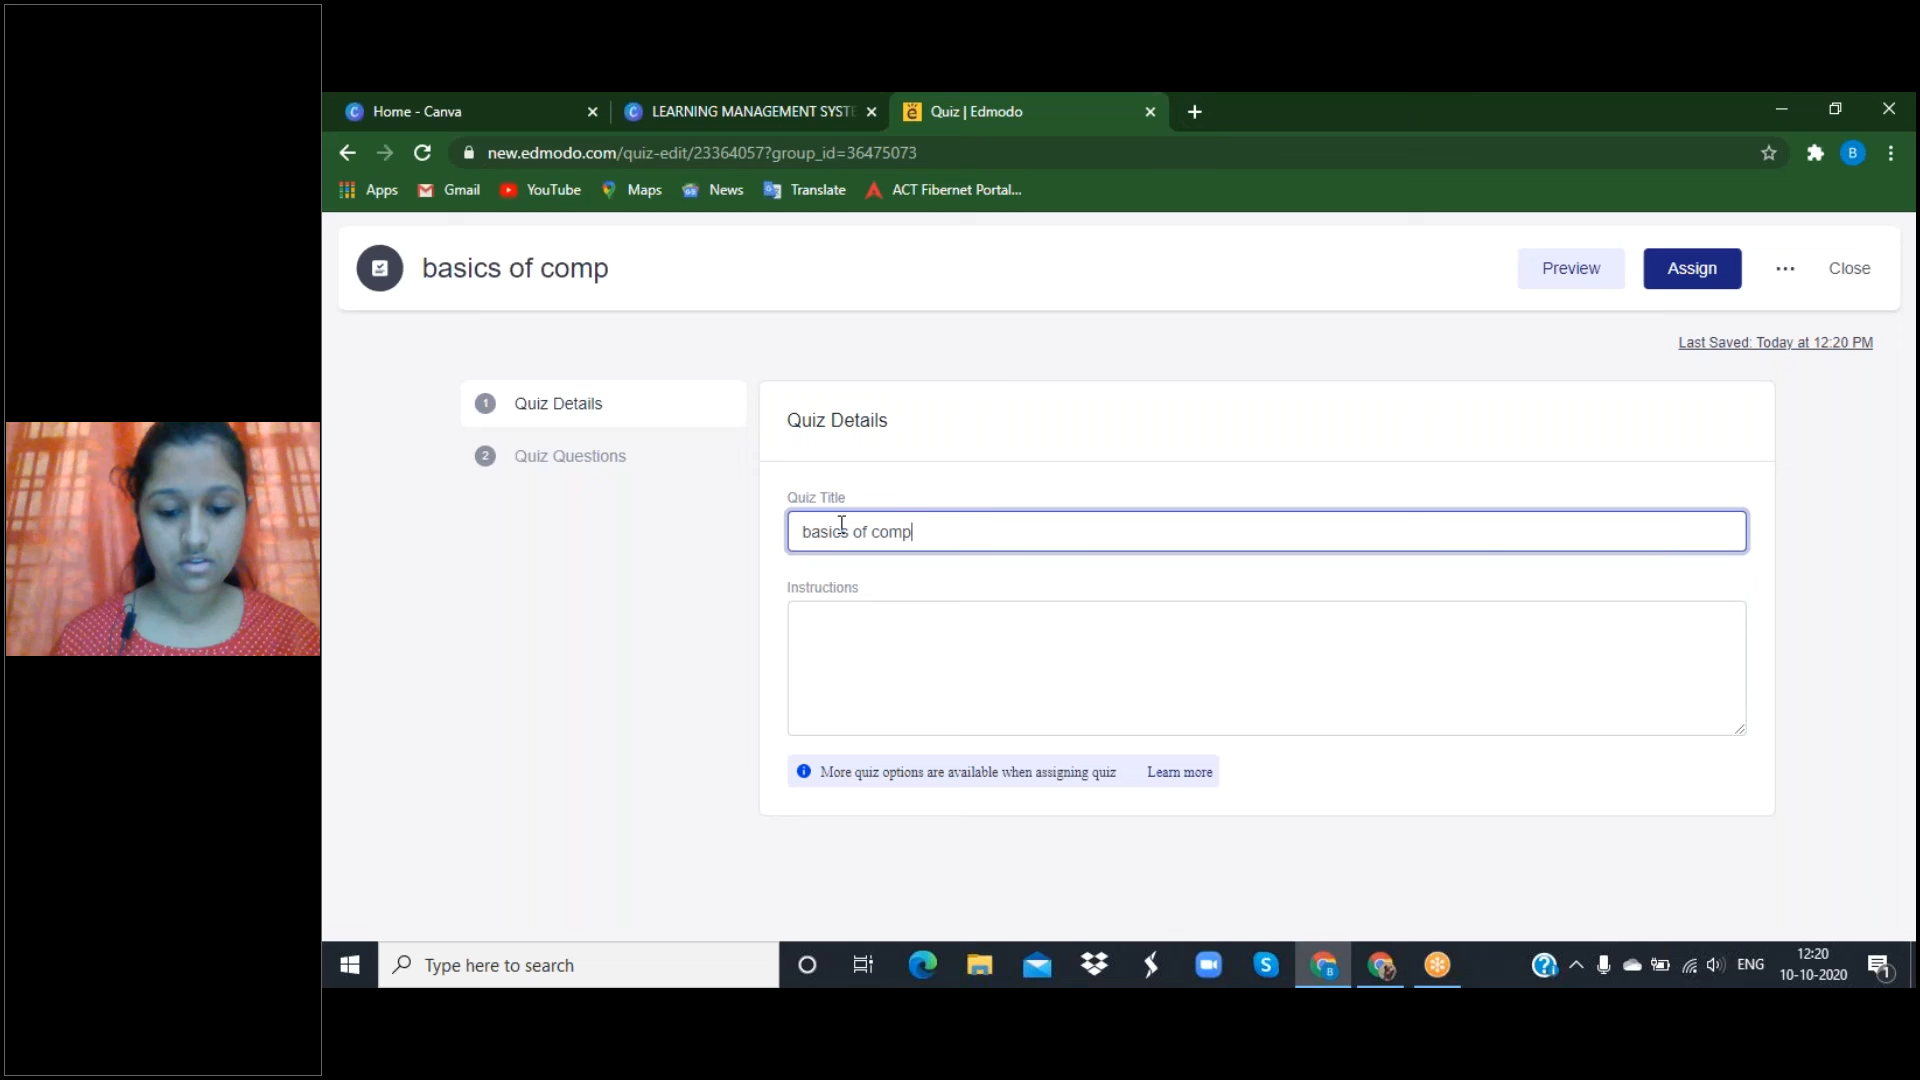 Home - Canva
LEARNING MANAGEMENT SYSTE
Quiz | Edmodo
new.edmodo.com/quiz-edit/23364057?group_id=36475073
B
Apps
Gmail
YouTube
Maps
News
Translate
ACT Fibernet Portal...
basics of comp
Preview
Assign
Close
Last Saved: Today at 12:20 PM
1 Quiz Details
2 Quiz Questions
Quiz Details
Quiz Title
basics of comp
Instructions
More quiz options are available when assigning quiz Learn more
Type here to search
ENG
12:20
10-10-2020
1